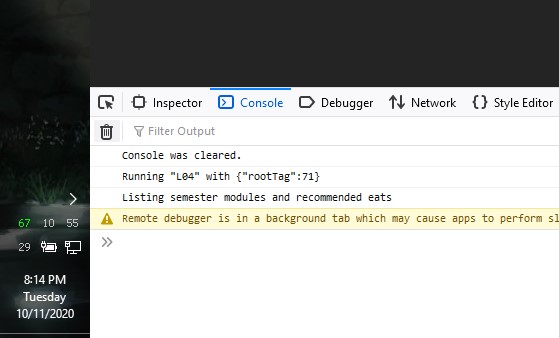 Inspector Console Debugger Network Style Editor
Filter Output
Console was cleared.
Running "L04" with {"rootTag":71}
Listing semester modules and recommended eats
Remote debugger is in a background tab which may cause apps to perform sl
67 10 55
29
8:14 PM
Tuesday
10/11/2020